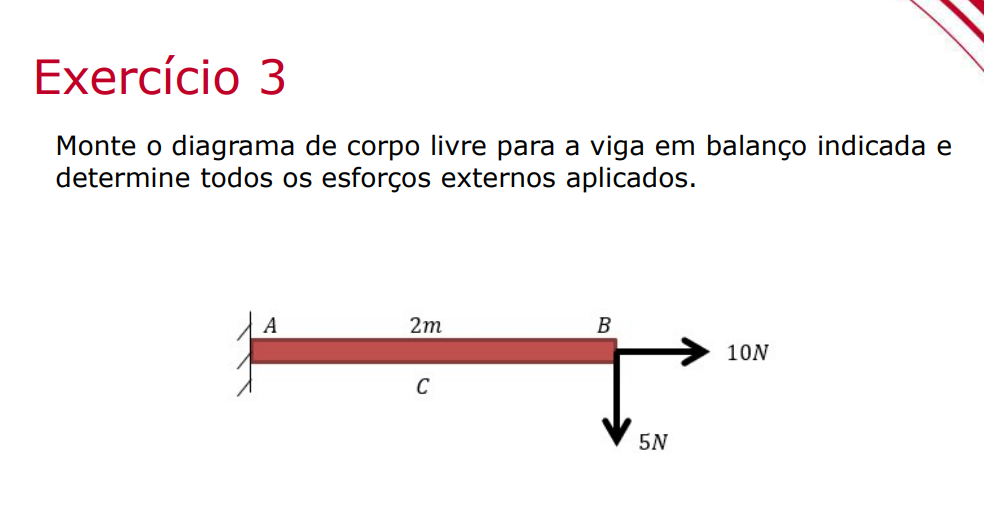 Exercício 3
Monte o diagrama de corpo livre para a viga em balanço indicada e
determine todos os esforços externos aplicados.
A 2m B
10N
C
5N